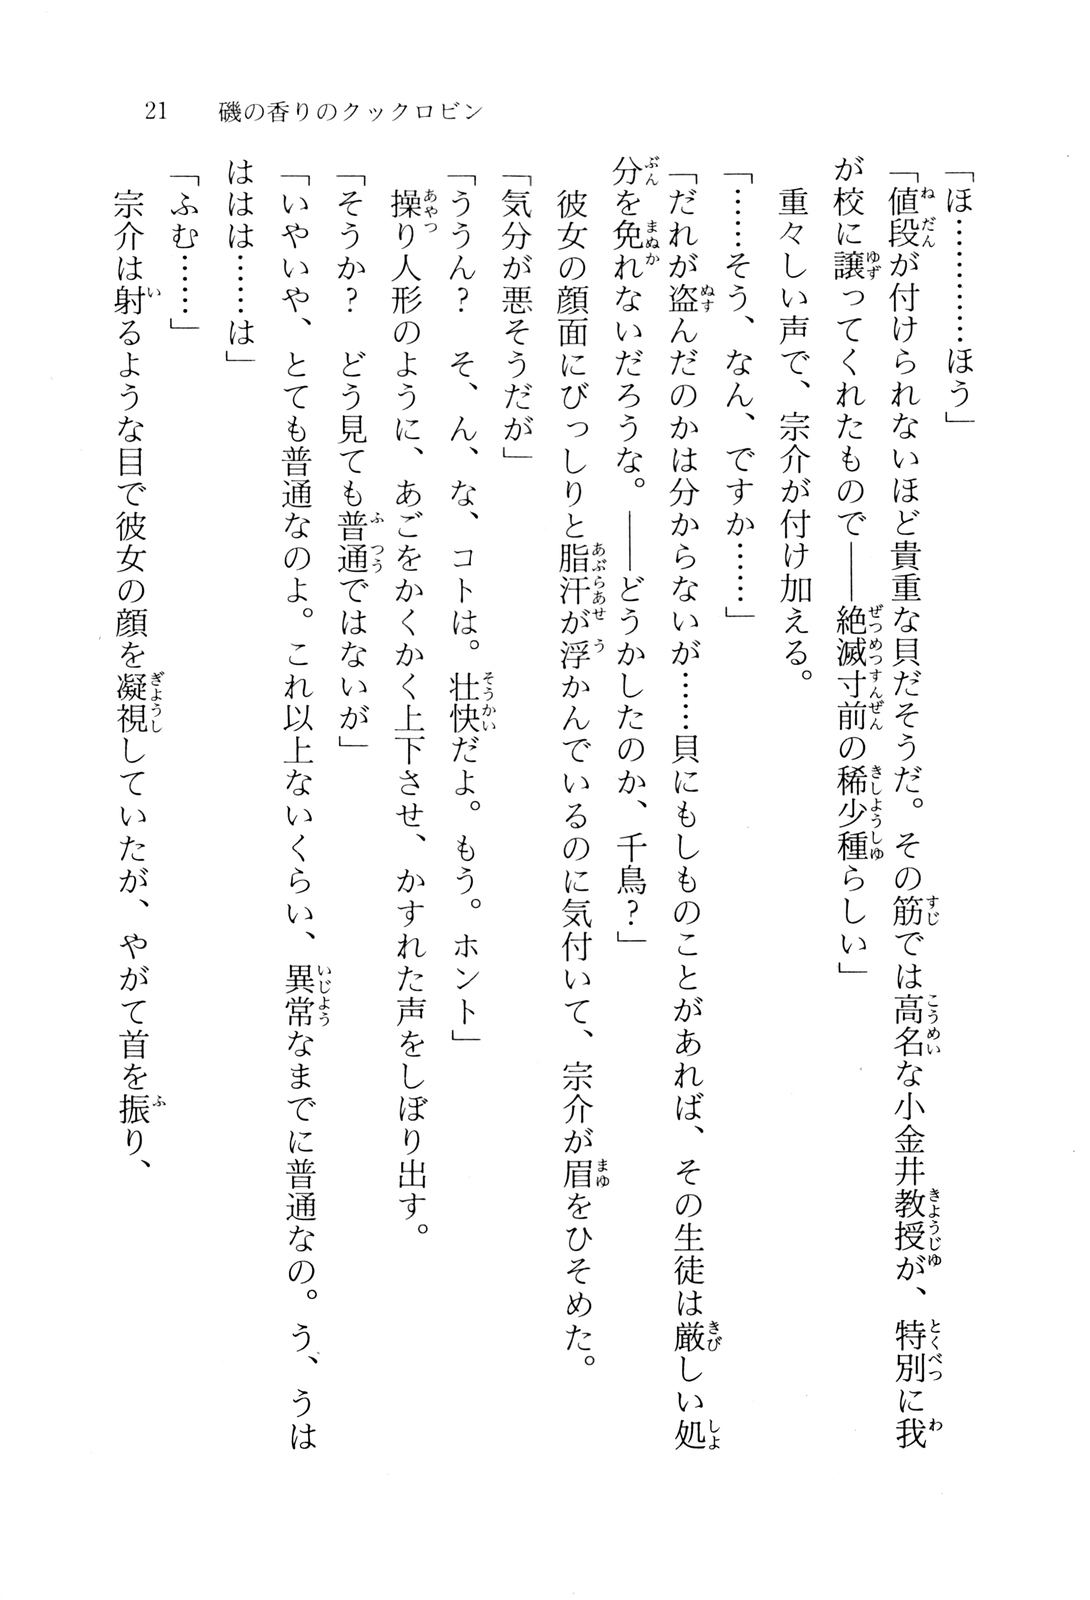 21　磯の香りのクックロビン
「ほ…………ほう」
「値段が付けられないほど貴重な貝だそうだ。その筋では高名な小金井教授が、特別に我
が校に譲ってくれたもので――絶滅寸前の稀少種らしい」
重々しい声で、宗介が付け加える。
「……そう、なん、ですか……」
「だれが盗んだのかは分からないが……貝にもしものことがあれば、その生徒は厳しい処
分を免れないだろうな。――どうかしたのか、千鳥？」
彼女の顔面にびっしりと脂汗が浮かんでいるのに気付いて、宗介が眉をひそめた。
「気分が悪そうだが」
「ううん？　そ、ん、な、コトは。壮快だよ。もう。ホント」
操り人形のように、あごをかくかく上下させ、かすれた声をしぼり出す。
「そうか？　どう見ても普通ではないが」
「いやいや、とても普通なのよ。これ以上ないくらい、異常なまでに普通なの。う、うは
ははは……は」
「ふむ……」
宗介は射るような目で彼女の顔を凝視していたが、やがて首を振り、